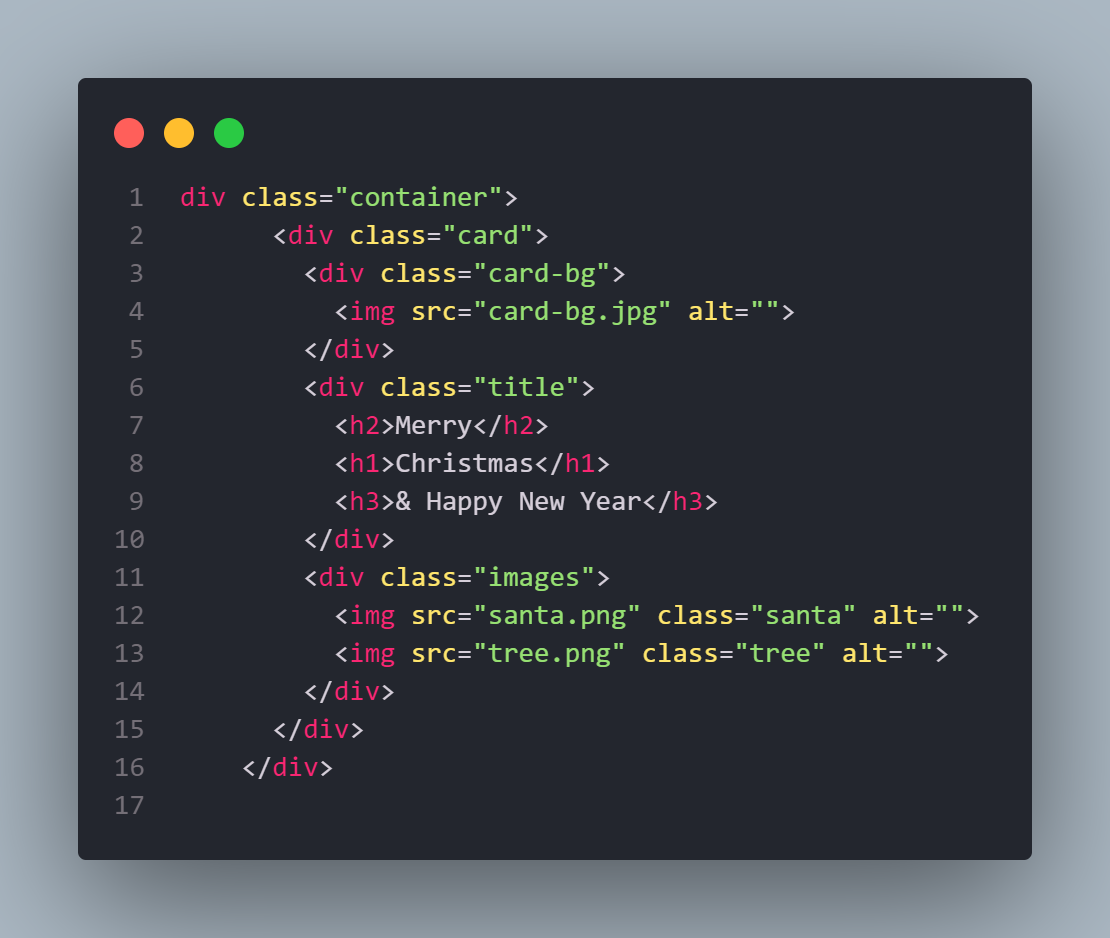 1 div class="container">
2 <div class="card">
3 <div class="card-bg">
4 <img src="card-bg.jpg" alt="">
5 </div>
6 <div class="title">
7 <h2>Merry</h2>
8 <h1>Christmas</h1>
9 <h3>& Happy New Year</h3>
10 </div>
11 <div class="images">
12 <img src="santa.png" class="santa" alt="">
13 <img src="tree.png" class="tree" alt="">
14 </div>
15 </div>
16 </div>
17